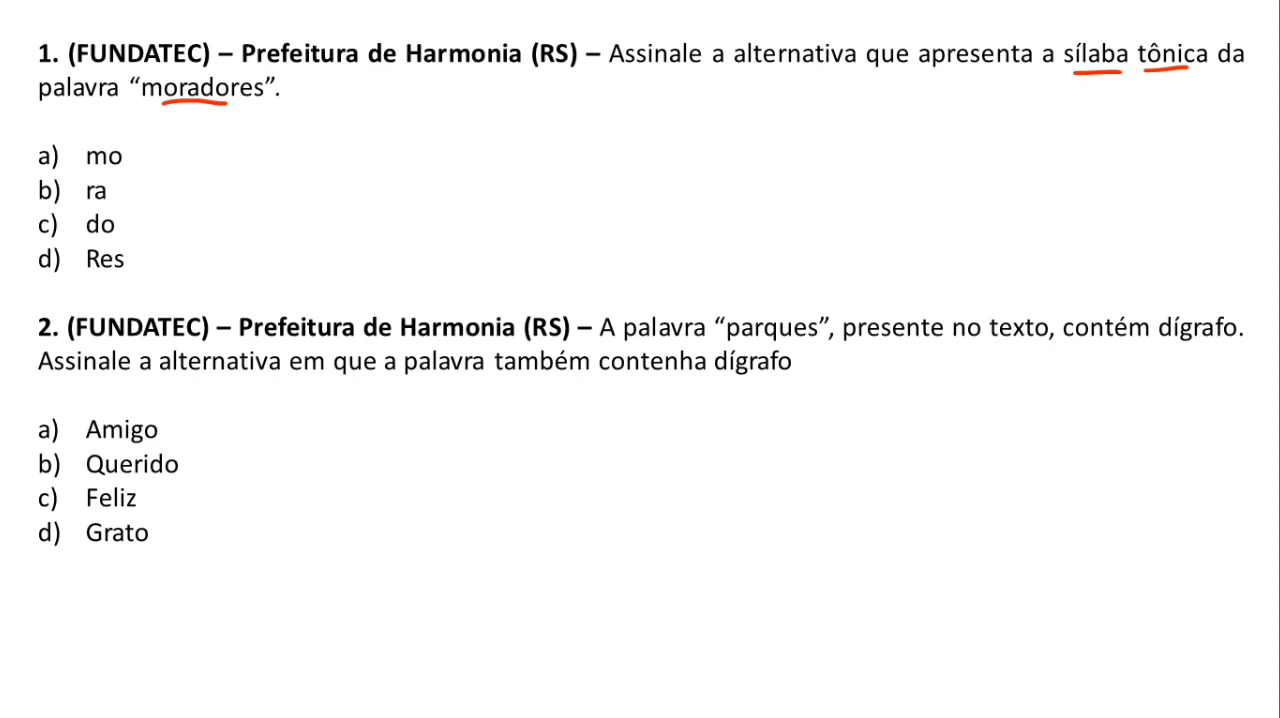 1. (FUNDATEC) – Prefeitura de Harmonia (RS) – Assinale a alternativa que apresenta a sílaba tônica da
palavra “moradores”.
a) mo
b) ra
c) do
d) Res
2. (FUNDATEC) – Prefeitura de Harmonia (RS) – A palavra “parques”, presente no texto, contém dígrafo.
Assinale a alternativa em que a palavra também contenha dígrafo
a) Amigo
b) Querido
c) Feliz
d) Grato